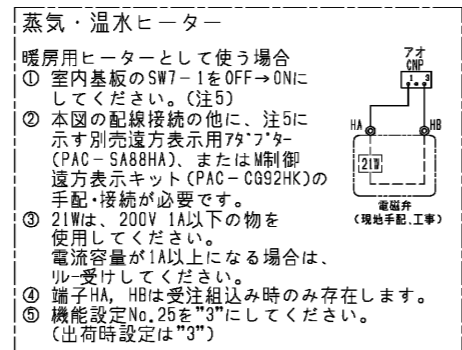 蒸気・温水ヒーター
暖房用ヒーターとして使う場合
① 室内基板のSW7-1をOFF→ONに
してください。(注5)
② 本図の配線接続の他に、注5に
示す別売遠方表示用アダプター
(PAC-SA88HA)、またはM制御
遠方表示キット(PAC-CG92HK)の
手配・接続が必要です。
③ 21Wは、200V 1A以下の物を
使用してください。
電流容量が1A以上になる場合は、
リレー受けしてください。
④ 端子HA, HBは受注組込み時のみ存在します。
⑤ 機能設定No.25を"3"にしてください。
(出荷時設定は"3")
アオ
CNP
1 3
HA HB
21W
電磁弁
(現地手配、工事)